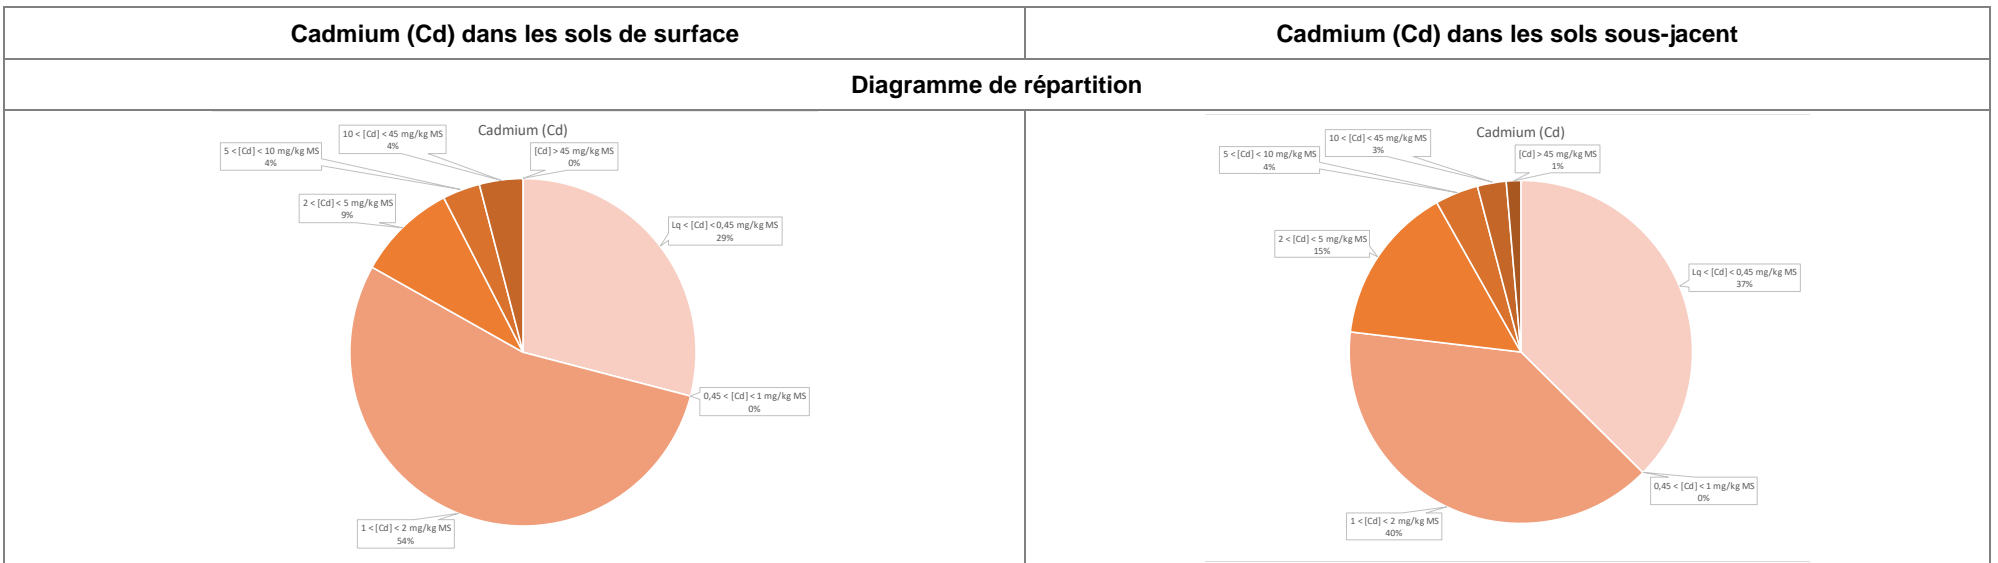 Cadmium (Cd) dans les sols de surface
Cadmium (Cd) dans les sols sous-jacent
Diagramme de répartition
Cadmium (Cd)
10 < [Cd] < 45 mg/kg MS
4%
[Cd] > 45 mg/kg MS
0%
5 < [Cd] < 10 mg/kg MS
4%
2 < [Cd] < 5 mg/kg MS
9%
Lq < [Cd] < 0,45 mg/kg MS
29%
0,45 < [Cd] < 1 mg/kg MS
0%
1 < [Cd] < 2 mg/kg MS
54%
Cadmium (Cd)
10 < [Cd] < 45 mg/kg MS
3%
[Cd] > 45 mg/kg MS
1%
5 < [Cd] < 10 mg/kg MS
4%
2 < [Cd] < 5 mg/kg MS
15%
Lq < [Cd] < 0,45 mg/kg MS
37%
0,45 < [Cd] < 1 mg/kg MS
0%
1 < [Cd] < 2 mg/kg MS
40%